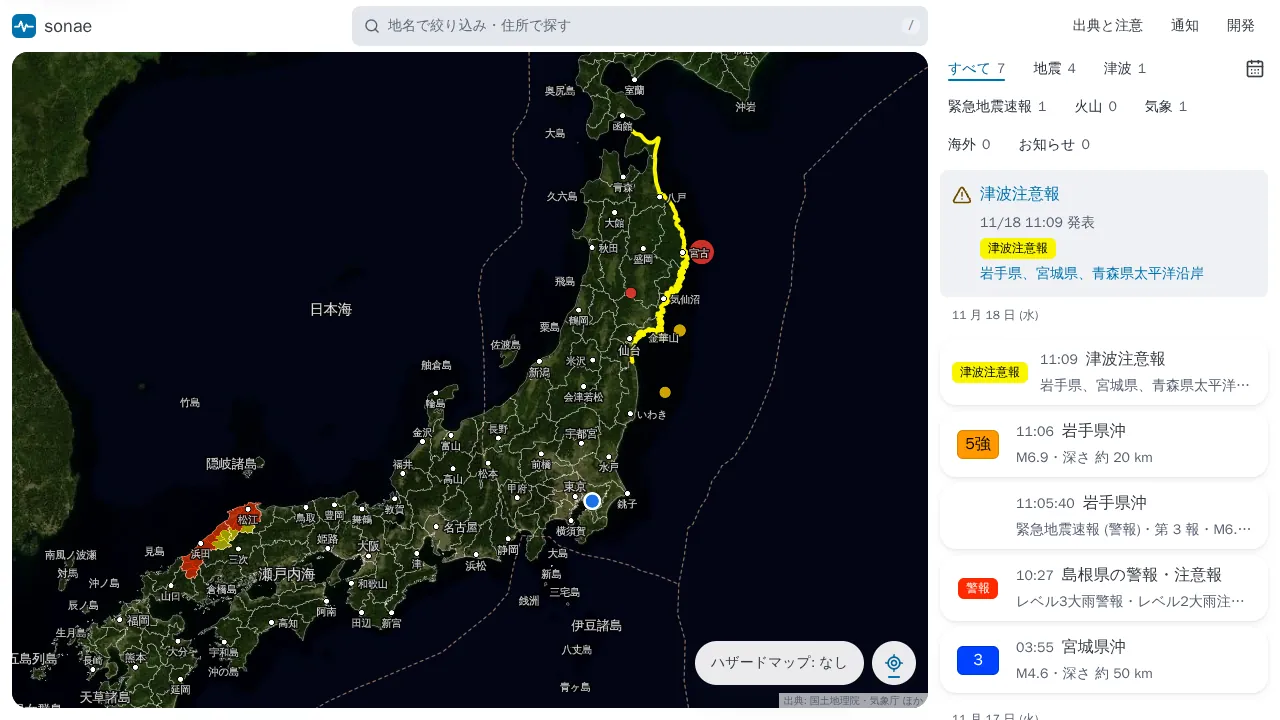 sonae
地名で絞り込み・住所で探す
/
出典と注意
通知
開発
すべて 7
地震 4
津波 1
緊急地震速報 1
火山 0
気象 1
海外 0
お知らせ 0
津波注意報
11/18 11:09 発表
津波注意報
岩手県、宮城県、青森県太平洋沿岸
11 月 18 日 (水)
津波注意報
11:09 津波注意報
岩手県、宮城県、青森県太平洋…
5強
11:06 岩手県沖
M6.9・深さ 約 20 km
11:05:40 岩手県沖
緊急地震速報 (警報)・第 3 報・M6.…
警報
10:27 島根県の警報・注意報
レベル3大雨警報・レベル2大雨注…
3
03:55 宮城県沖
M4.6・深さ 約 50 km
11 月 17 日 (火)
奥尻島
室蘭
沖岩
函館
大島
青森
久六島
八戸
大館
秋田
盛岡
宮古
飛島
気仙沼
鶴岡
粟島
金華山
佐渡島
仙台
日本海
米沢
新潟
舳倉島
会津若松
竹島
輪島
いわき
金沢
長野
宇都宮
富山
隠岐諸島
福井
前橋
水戸
高山
松本
甲府
東京
敦賀
銚子
松江
鳥取
豊岡
舞鶴
名古屋
横須賀
南風ノ波瀬
見島
浜田
三次
姫路
大阪
静岡
大島
津
浜松
対馬
沖ノ島
瀬戸内海
新島
倉橋島
和歌山
三宅島
山口
銭洲
辰ノ島
阿南
福岡
高知
田辺
新宮
伊豆諸島
生月島
大分
宇和島
八丈島
五島列島
長崎
熊本
沖の島
延岡
青ヶ島
天草諸島
ハザードマップ: なし
出典: 国土地理院・気象庁 ほか